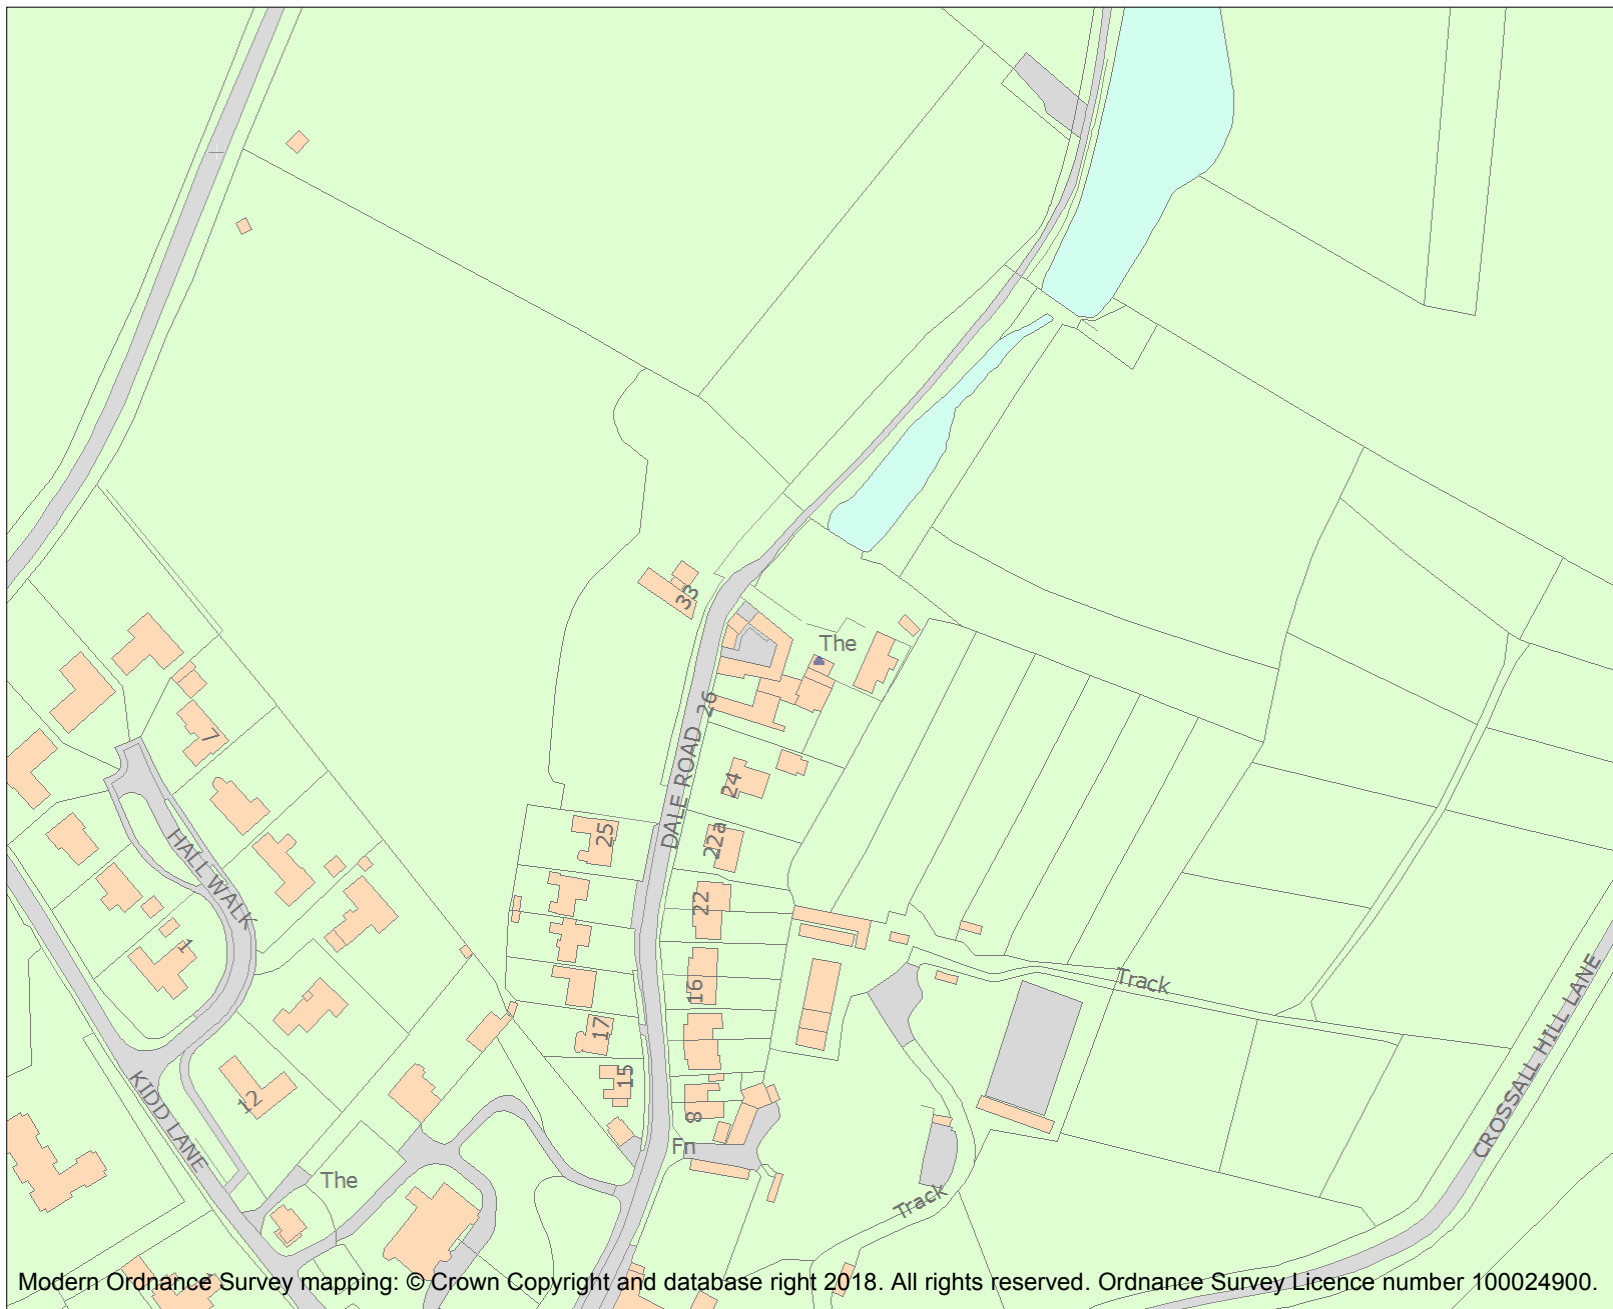 33
The
26
DALE ROAD
7
24
25
22a
HALL WALK
22
1
16
Track
17
CROSSALL HILL LANE
15
KIDD LANE
12
8
Fn
The
Track
Modern Ordnance Survey mapping: © Crown Copyright and database right 2018. All rights reserved. Ordnance Survey Licence number 100024900.